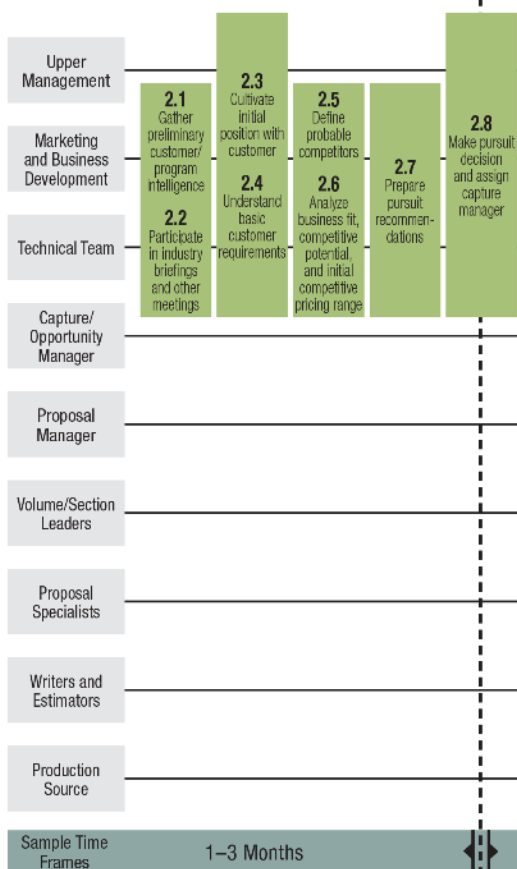 Upper
Management
Marketing
and Business
Development
Technical Team
Capture/
Opportunity
Manager
Proposal
Manager
Volume/Section
Leaders
Proposal
Specialists
Writers and
Estimators
Production
Source
2.1
Gather
preliminary
customer/
program
intelligence
2.2
Participate
in industry
briefings
and other
meetings
2.3
Cultivate
initial
position with
customer
2.4
Understand
basic
customer
requirements
2.5
Define
probable
competitors
2.6
Analyze
business fit,
competitive
potential,
and initial
competitive
pricing range
2.7
Prepare
pursuit
recommen-
dations
2.8
Make pursuit
decision
and assign
capture
manager
Sample Time
Frames
1–3 Months